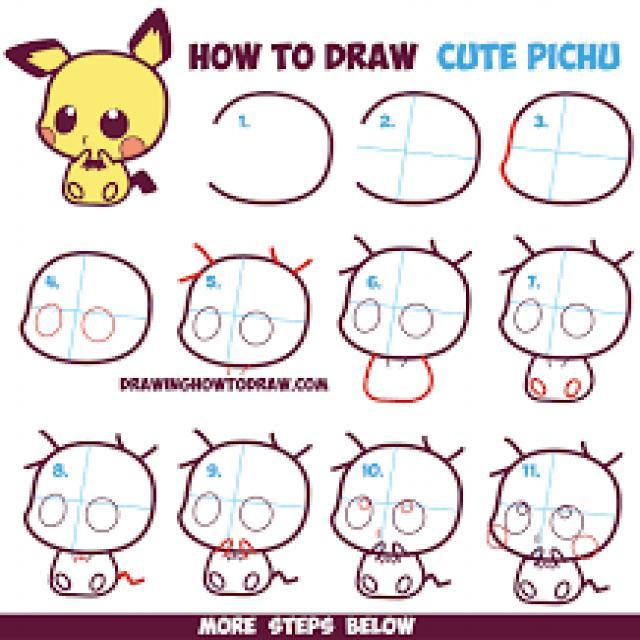 HOW TO DRAW CUTE PICHU
1. 2. 3.
4. 5. 6. 7.
DRAWINGHOWTODRAW.COM
8. 9. 10. 11.
MORE STEPS BELOW